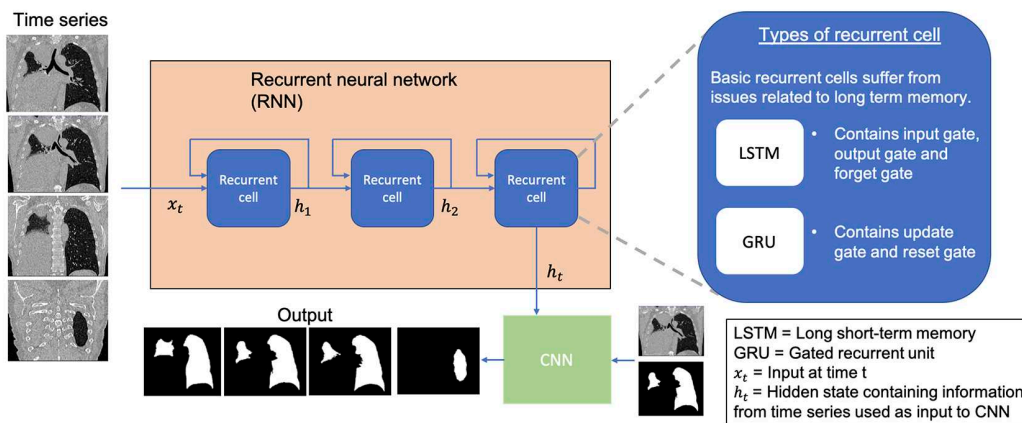 Time series
Recurrent neural network
(RNN)
Recurrent
cell
Recurrent
cell
Recurrent
cell
x_t
h_1
h_2
h_t
Types of recurrent cell
Basic recurrent cells suffer from
issues related to long term memory.
LSTM
• Contains input gate,
output gate and
forget gate
GRU
• Contains update
gate and reset gate
Output
CNN
LSTM = Long short-term memory
GRU = Gated recurrent unit
x_t = Input at time t
h_t = Hidden state containing information
from time series used as input to CNN